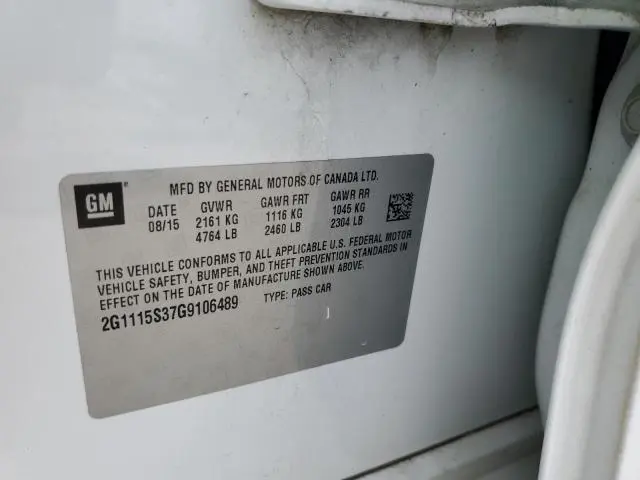 GM
MFD BY GENERAL MOTORS OF CANADA LTD.
DATE GVWR GAWR FRT GAWR RR
08/15 2161 KG 1116 KG 1045 KG
4764 LB 2460 LB 2304 LB
THIS VEHICLE CONFORMS TO ALL APPLICABLE U.S. FEDERAL MOTOR
VEHICLE SAFETY, BUMPER, AND THEFT PREVENTION STANDARDS IN
EFFECT ON THE DATE OF MANUFACTURE SHOWN ABOVE.
2G1115S37G9106489 TYPE: PASS CAR